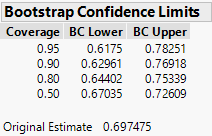 Bootstrap Confidence Limits
Coverage BC Lower BC Upper
0.95 0.6175 0.78251
0.90 0.62961 0.76918
0.80 0.64402 0.75339
0.50 0.67035 0.72609
Original Estimate 0.697475